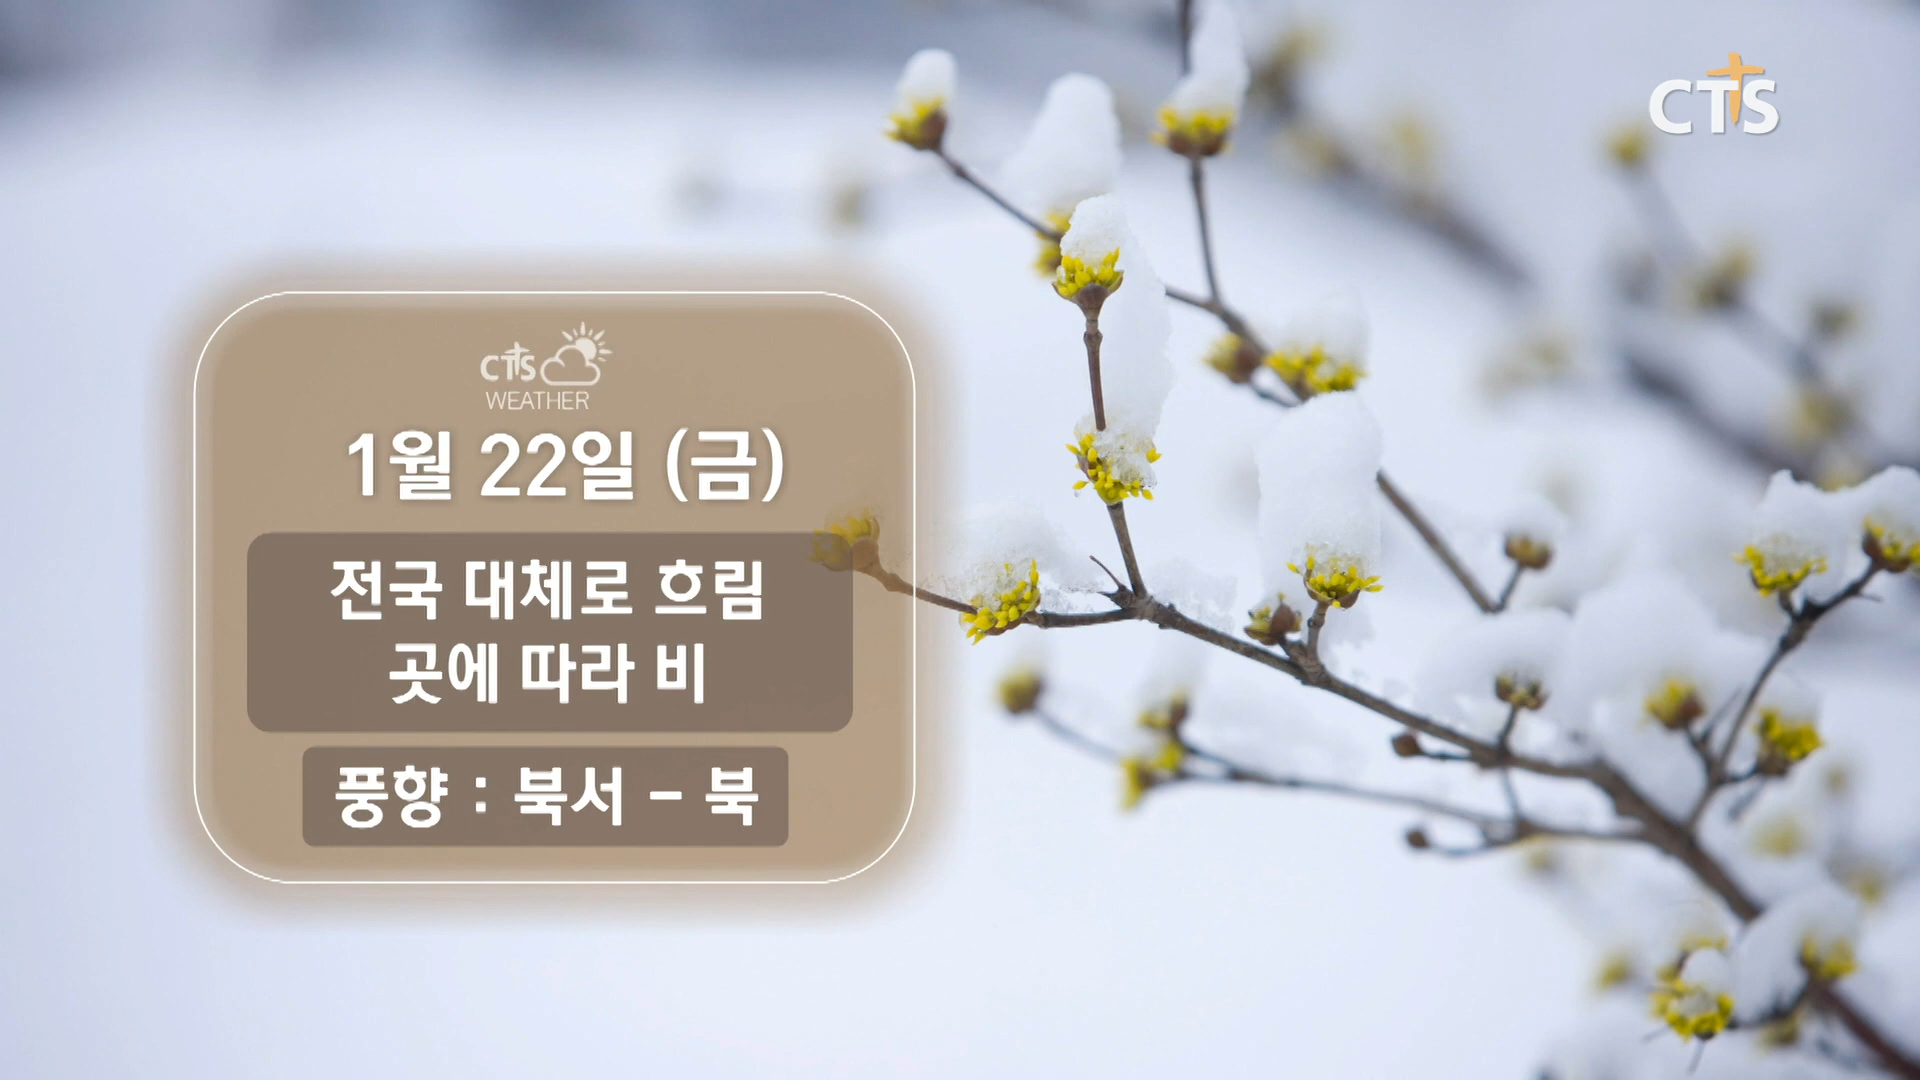 CTS
CTS
WEATHER
1월 22일 (금)
전국 대체로 흐림
곳에 따라 비
풍향 : 북서 - 북